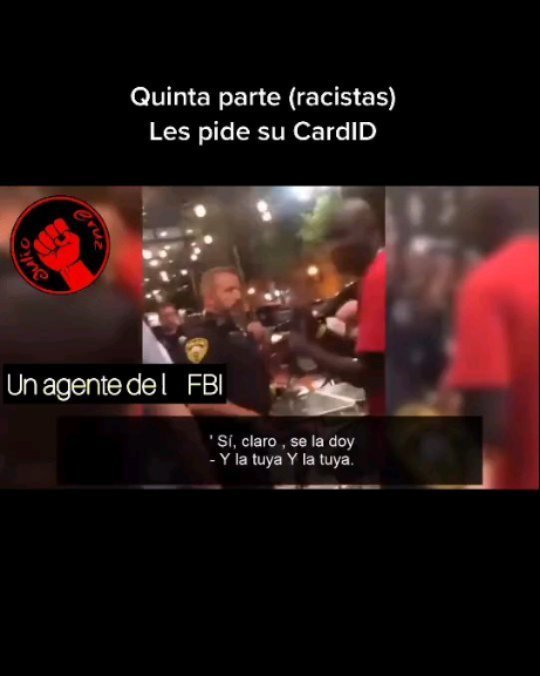 Quinta parte (racistas)
Les pide su CardID
Julio Cruz
Un agente de l FBI
' Sí, claro , se la doy
- Y la tuya Y la tuya.